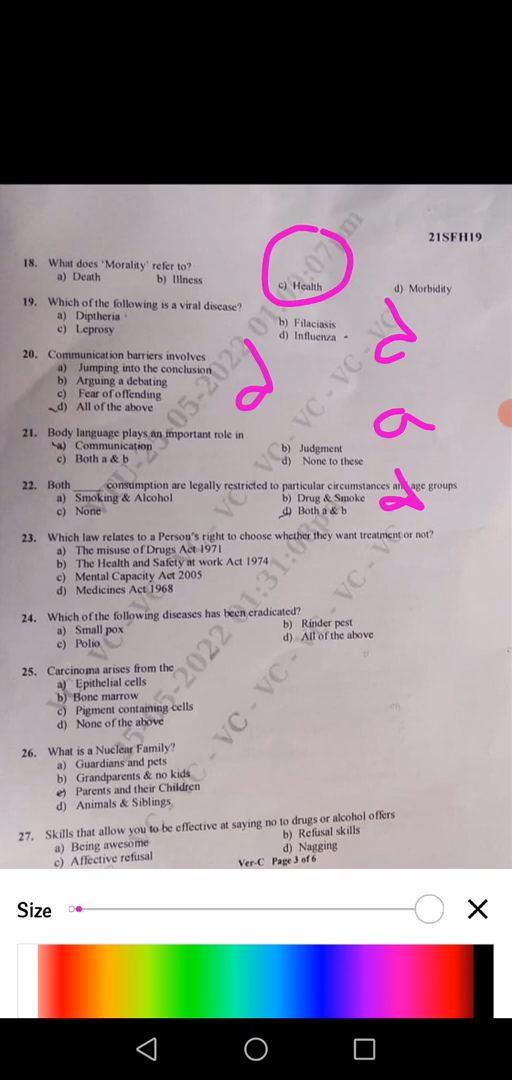 21SFH19
18. What does 'Morality' refer to?
a) Death b) Illness c) Health d) Morbidity
19. Which of the following is a viral disease?
a) Diptheria b) Filaciasis
c) Leprosy d) Influenza
20. Communication barriers involves
a) Jumping into the conclusion
b) Arguing a debating
c) Fear of offending
d) All of the above
21. Body language plays an important role in
a) Communication b) Judgment
c) Both a & b d) None to these
22. Both _____ consumption are legally restricted to particular circumstances and age groups
a) Smoking & Alcohol b) Drug & Smoke
c) None d) Both a & b
23. Which law relates to a Person's right to choose whether they want treatment or not?
a) The misuse of Drugs Act 1971
b) The Health and Safety at work Act 1974
c) Mental Capacity Act 2005
d) Medicines Act 1968
24. Which of the following diseases has been eradicated?
a) Small pox b) Rinder pest
c) Polio d) All of the above
25. Carcinoma arises from the
a) Epithelial cells
b) Bone marrow
c) Pigment containing cells
d) None of the above
26. What is a Nuclear Family?
a) Guardians and pets
b) Grandparents & no kids
c) Parents and their Children
d) Animals & Siblings
27. Skills that allow you to be effective at saying no to drugs or alcohol offers
a) Being awesome b) Refusal skills
c) Affective refusal d) Nagging
Ver-C Page 3 of 6
Size